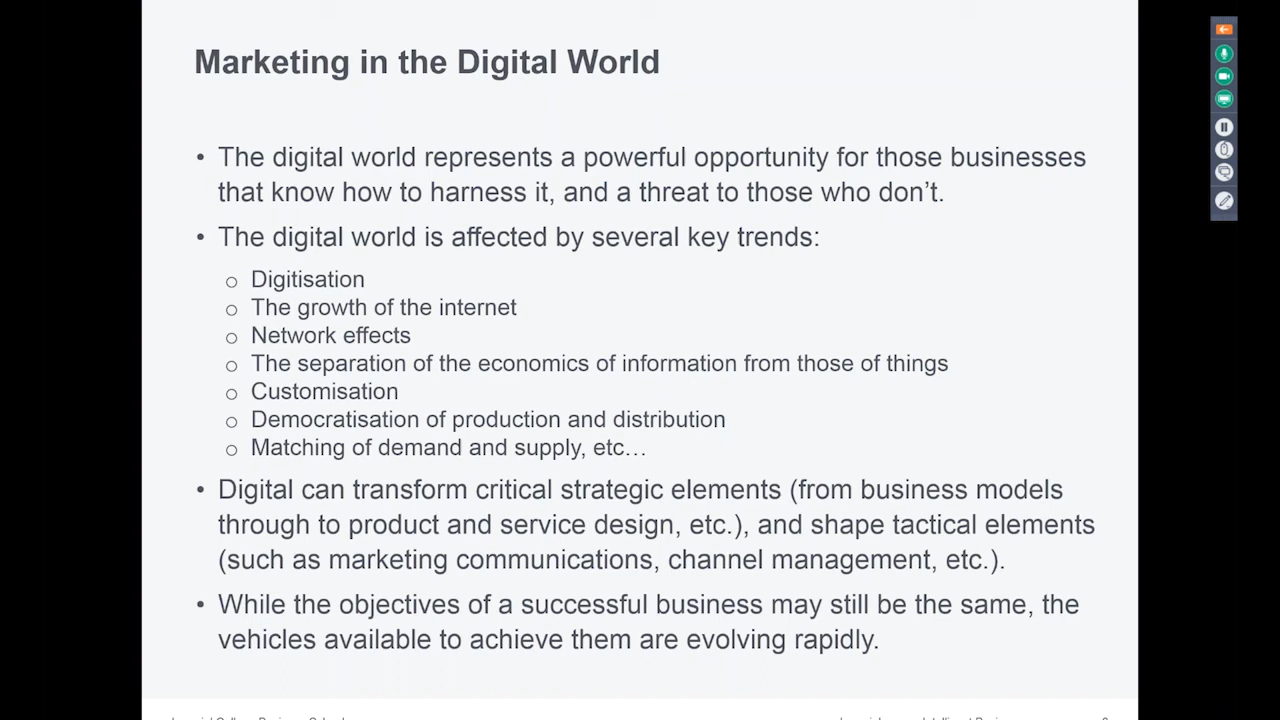 Marketing in the Digital World
• The digital world represents a powerful opportunity for those businesses
that know how to harness it, and a threat to those who don’t.
• The digital world is affected by several key trends:
o Digitisation
o The growth of the internet
o Network effects
o The separation of the economics of information from those of things
o Customisation
o Democratisation of production and distribution
o Matching of demand and supply, etc…
• Digital can transform critical strategic elements (from business models
through to product and service design, etc.), and shape tactical elements
(such as marketing communications, channel management, etc.).
• While the objectives of a successful business may still be the same, the
vehicles available to achieve them are evolving rapidly.